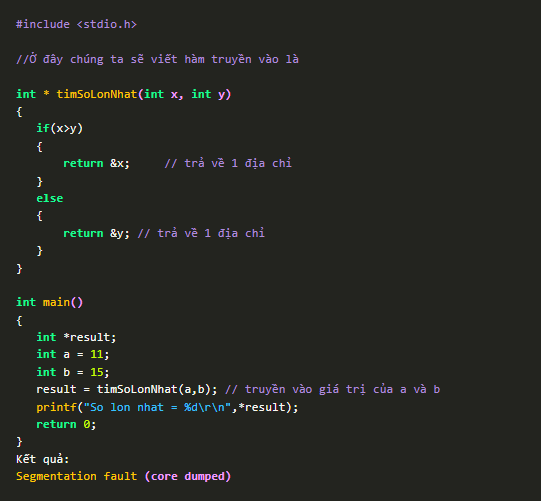 #include <stdio.h>
//Ở đây chúng ta sẽ viết hàm truyền vào là
int * timSoLonNhat(int x, int y)
{
if(x>y)
{
return &x; // trả về 1 địa chỉ
}
else
{
return &y; // trả về 1 địa chỉ
}
}
int main()
{
int *result;
int a = 11;
int b = 15;
result = timSoLonNhat(a,b); // truyền vào giá trị của a và b
printf("So lon nhat = %d\r\n",*result);
return 0;
}
Kết quả:
Segmentation fault (core dumped)